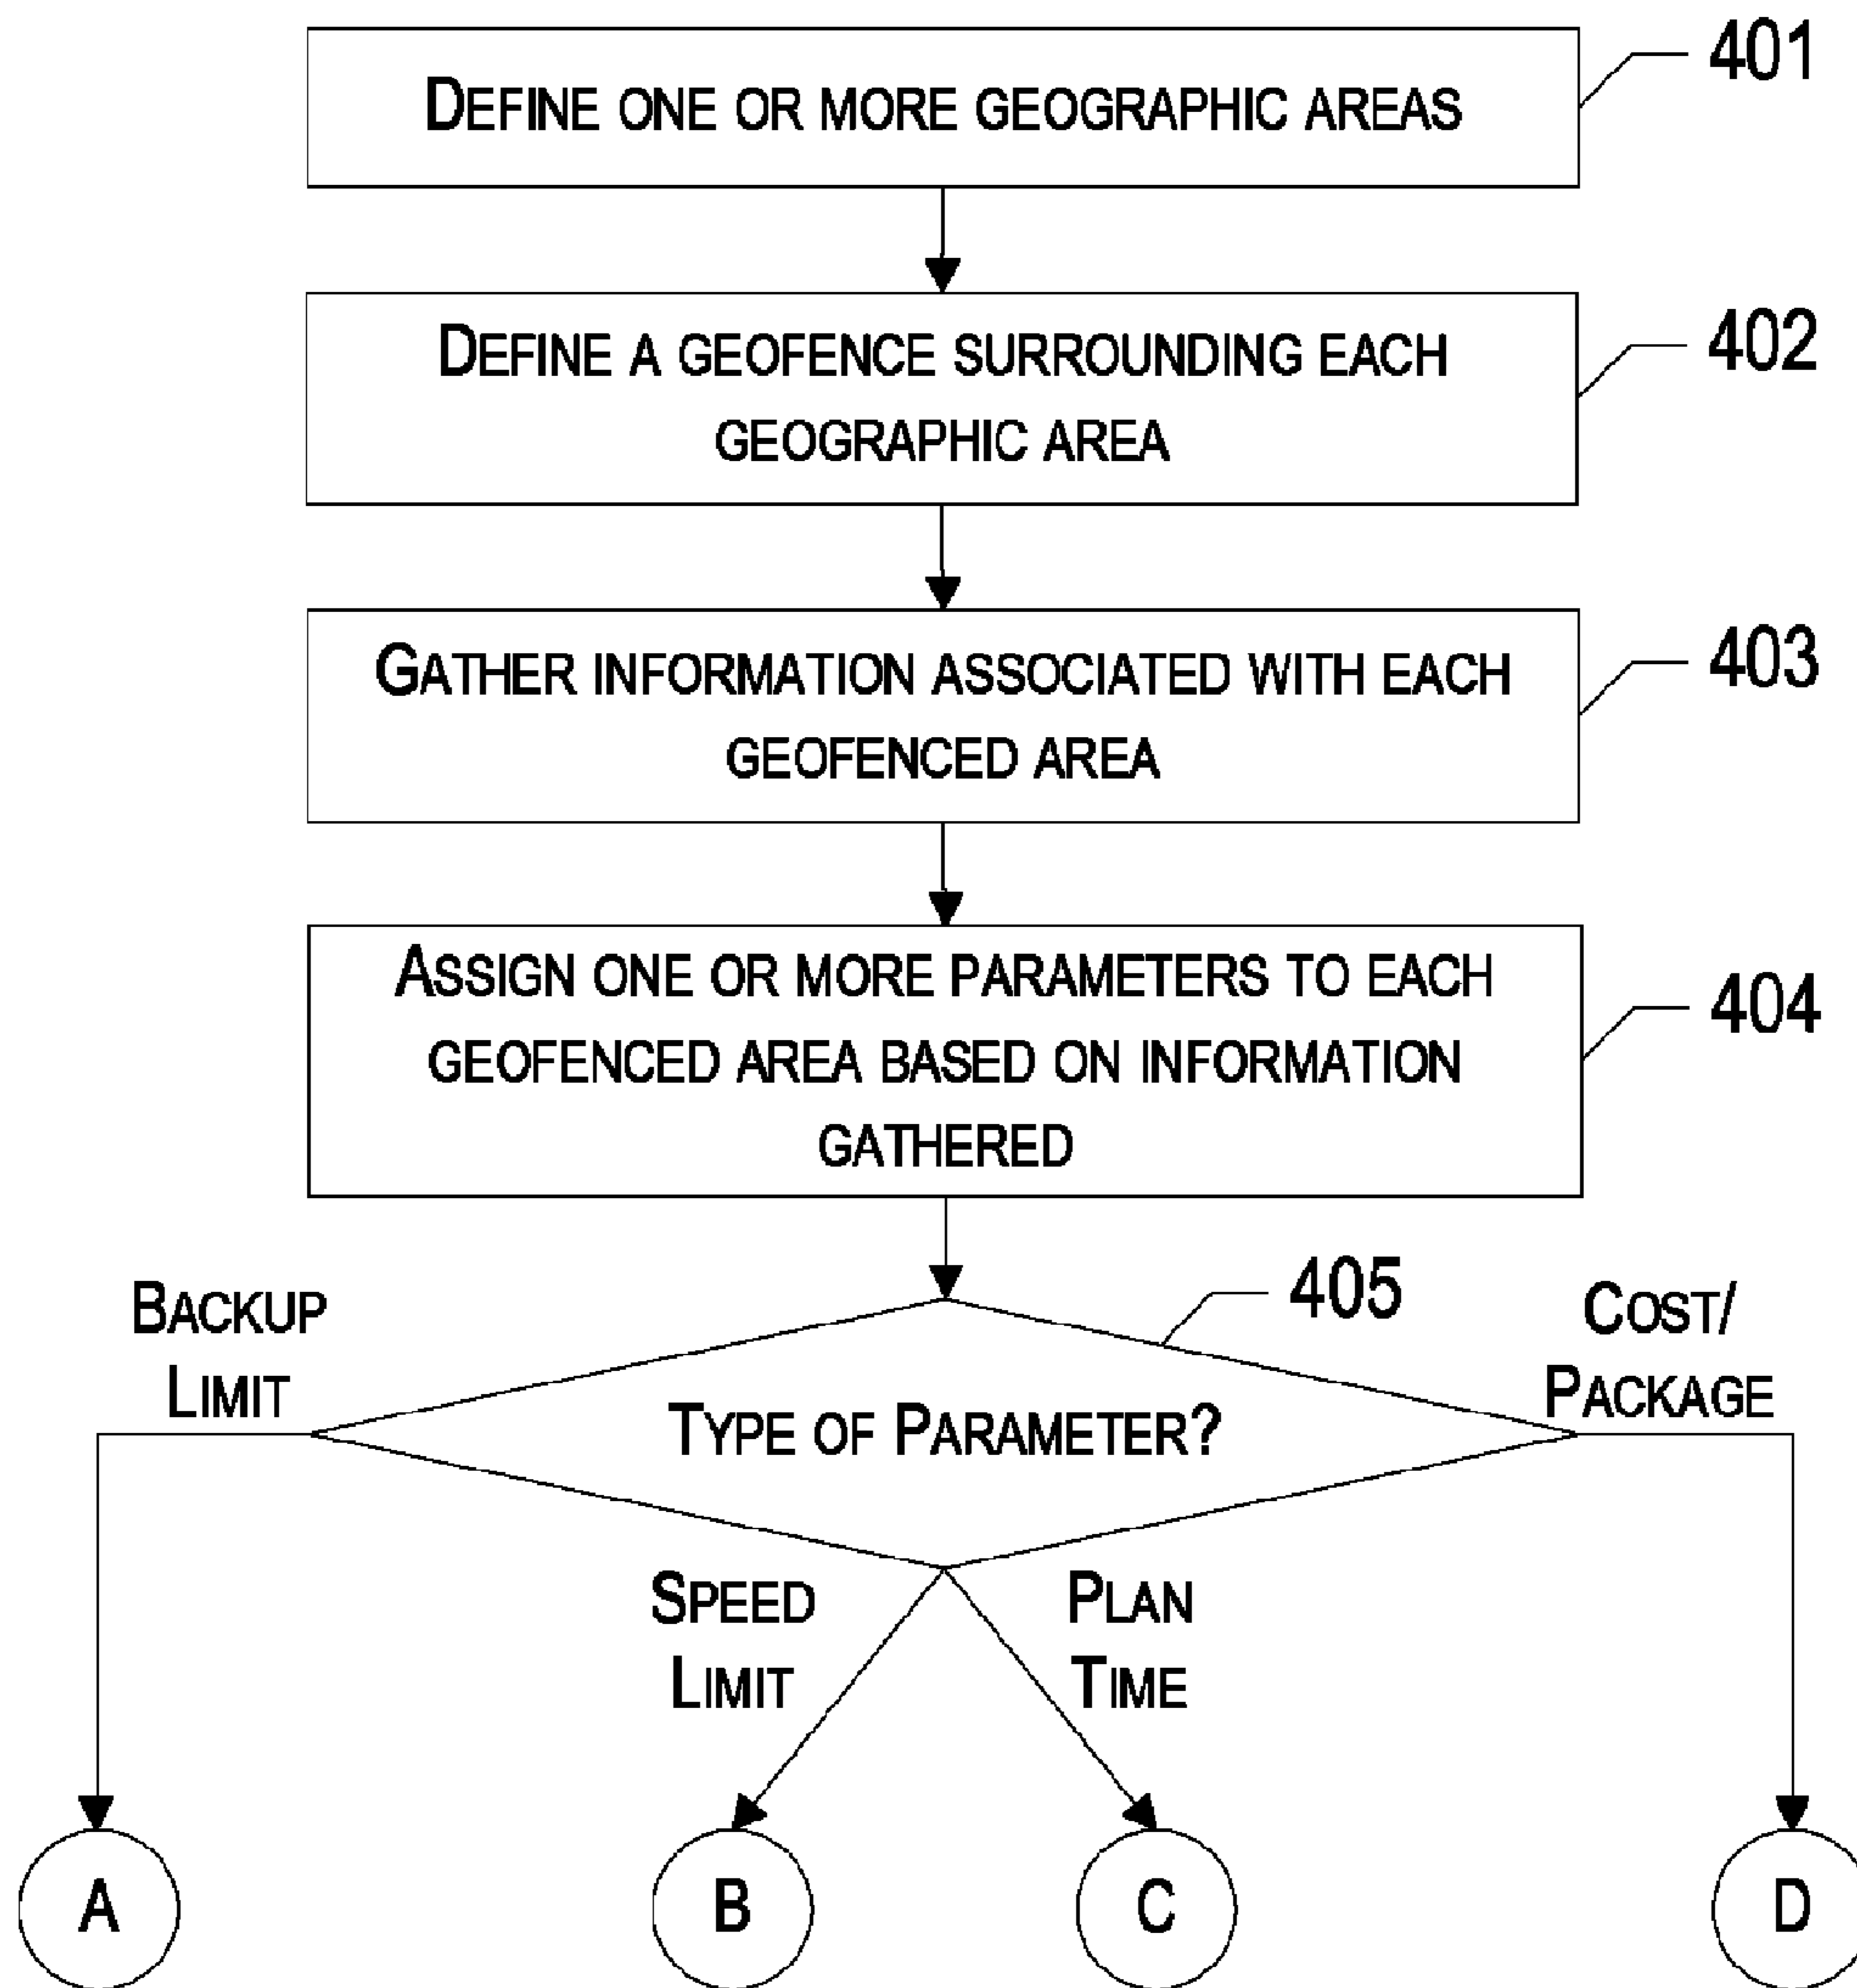 DEFINE ONE OR MORE GEOGRAPHIC AREAS
401
DEFINE A GEOFENCE SURROUNDING EACH
GEOGRAPHIC AREA
402
GATHER INFORMATION ASSOCIATED WITH EACH
GEOFENCED AREA
403
ASSIGN ONE OR MORE PARAMETERS TO EACH
GEOFENCED AREA BASED ON INFORMATION
GATHERED
404
405
BACKUP
LIMIT
COST/
PACKAGE
TYPE OF PARAMETER?
SPEED
LIMIT
PLAN
TIME
A
B
C
D